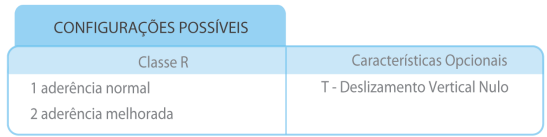 CONFIGURAÇÕES POSSÍVEIS
Classe R
Características Opcionais
1 aderência normal
T - Deslizamento Vertical Nulo
2 aderência melhorada